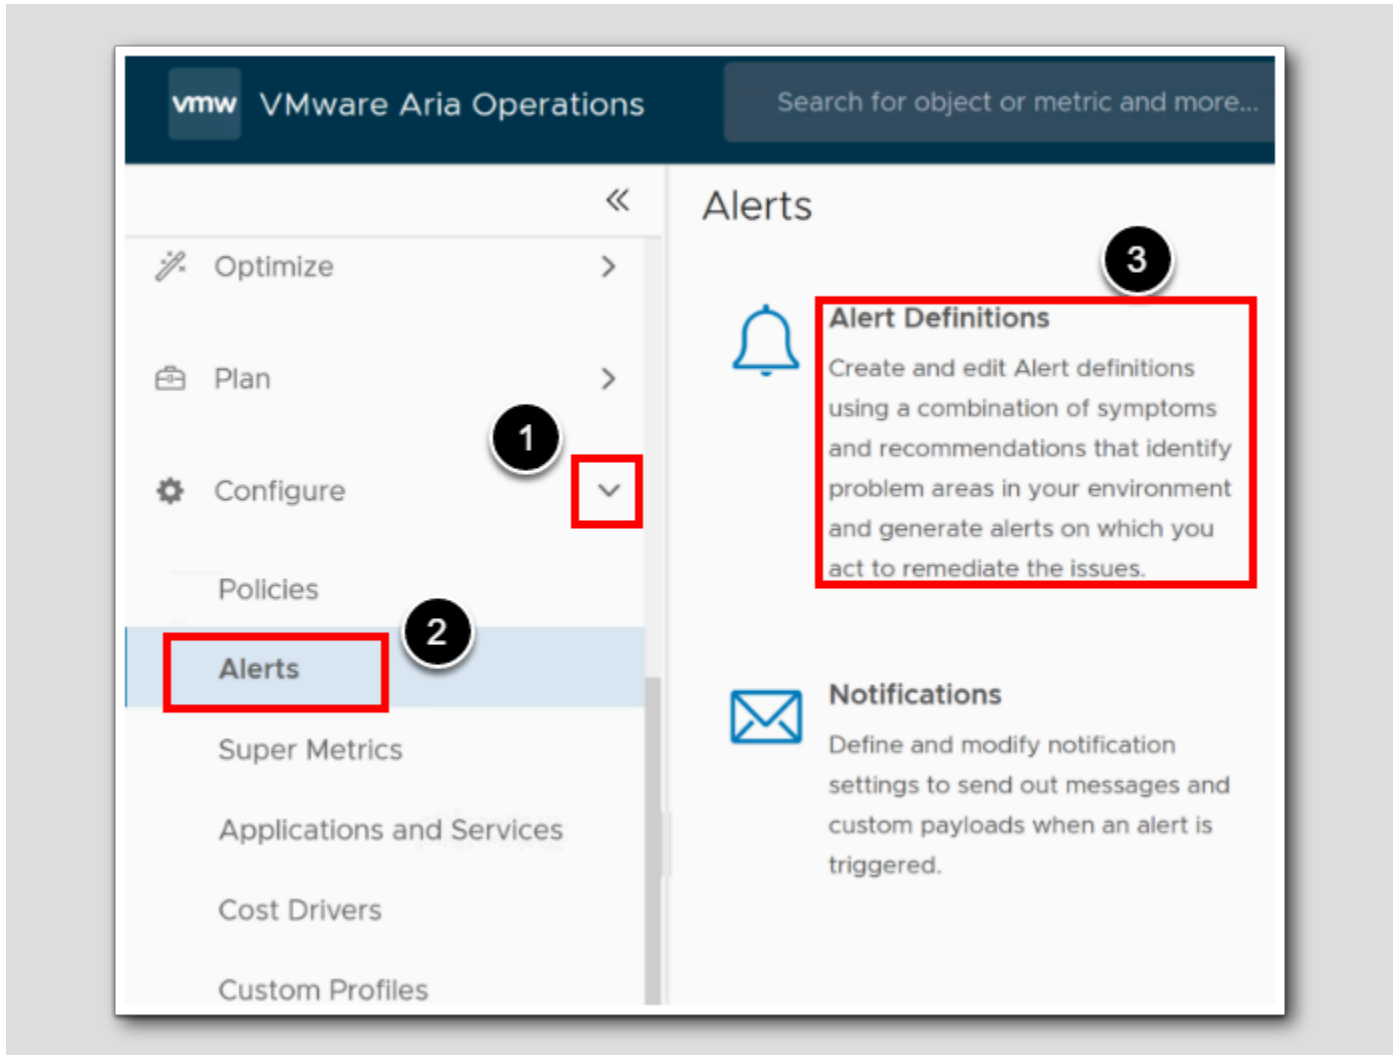 vmw VMware Aria Operations
Search for object or metric and more...
«
Optimize
Plan
1
Configure
Policies
2
Alerts
Super Metrics
Applications and Services
Cost Drivers
Custom Profiles
Alerts
3
Alert Definitions
Create and edit Alert definitions
using a combination of symptoms
and recommendations that identify
problem areas in your environment
and generate alerts on which you
act to remediate the issues.
Notifications
Define and modify notification
settings to send out messages and
custom payloads when an alert is
triggered.